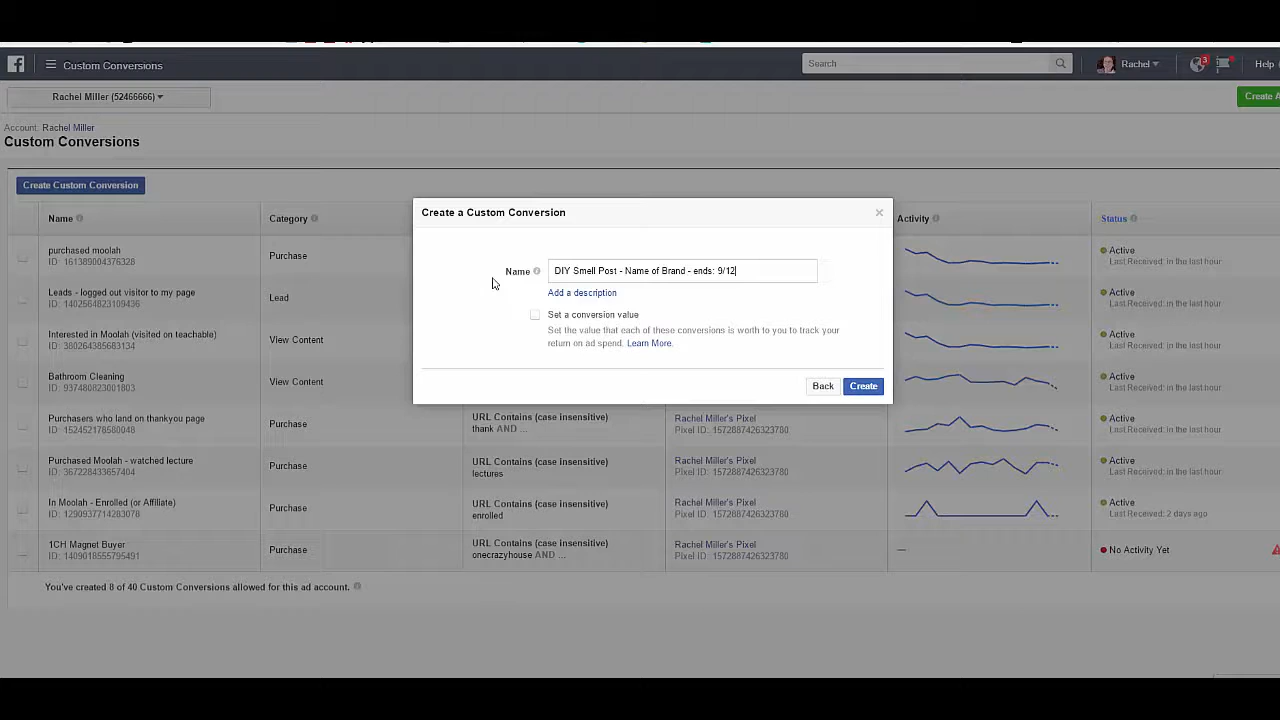 Custom Conversions
Search
Rachel
3
Help
Rachel Miller (52466666)
Create A
Account: Rachel Miller
Custom Conversions
Create Custom Conversion
Name
Category
Activity
Status
Create a Custom Conversion
Name
DIY Smell Post - Name of Brand - ends: 9/12
Add a description
Set a conversion value
Set the value that each of these conversions is worth to you to track your
return on ad spend. Learn More.
Back
Create
purchased moolah
ID: 161389004376328
Purchase
Active
Last Received: in the last hour
Leads - logged out visitor to my page
ID: 1402564823109436
Lead
Active
Last Received: in the last hour
Interested in Moolah (visited on teachable)
ID: 380264385683134
View Content
Active
Last Received: in the last hour
Bathroom Cleaning
ID: 937480823001803
View Content
Active
Last Received: in the last hour
Purchasers who land on thankyou page
ID: 152452178580048
Purchase
URL Contains (case insensitive)
thank AND ...
Rachel Miller's Pixel
Pixel ID: 1572887426323780
Active
Last Received: in the last hour
Purchased Moolah - watched lecture
ID: 367228433657404
Purchase
URL Contains (case insensitive)
lectures
Rachel Miller's Pixel
Pixel ID: 1572887426323780
Active
Last Received: in the last hour
In Moolah - Enrolled (or Affiliate)
ID: 1290937714283078
Purchase
URL Contains (case insensitive)
enrolled
Rachel Miller's Pixel
Pixel ID: 1572887426323780
Active
Last Received: 2 days ago
1CH Magnet Buyer
ID: 1409018555795491
Purchase
URL Contains (case insensitive)
onecrazyhouse AND ...
Rachel Miller's Pixel
Pixel ID: 1572887426323780
No Activity Yet
You've created 8 of 40 Custom Conversions allowed for this ad account.